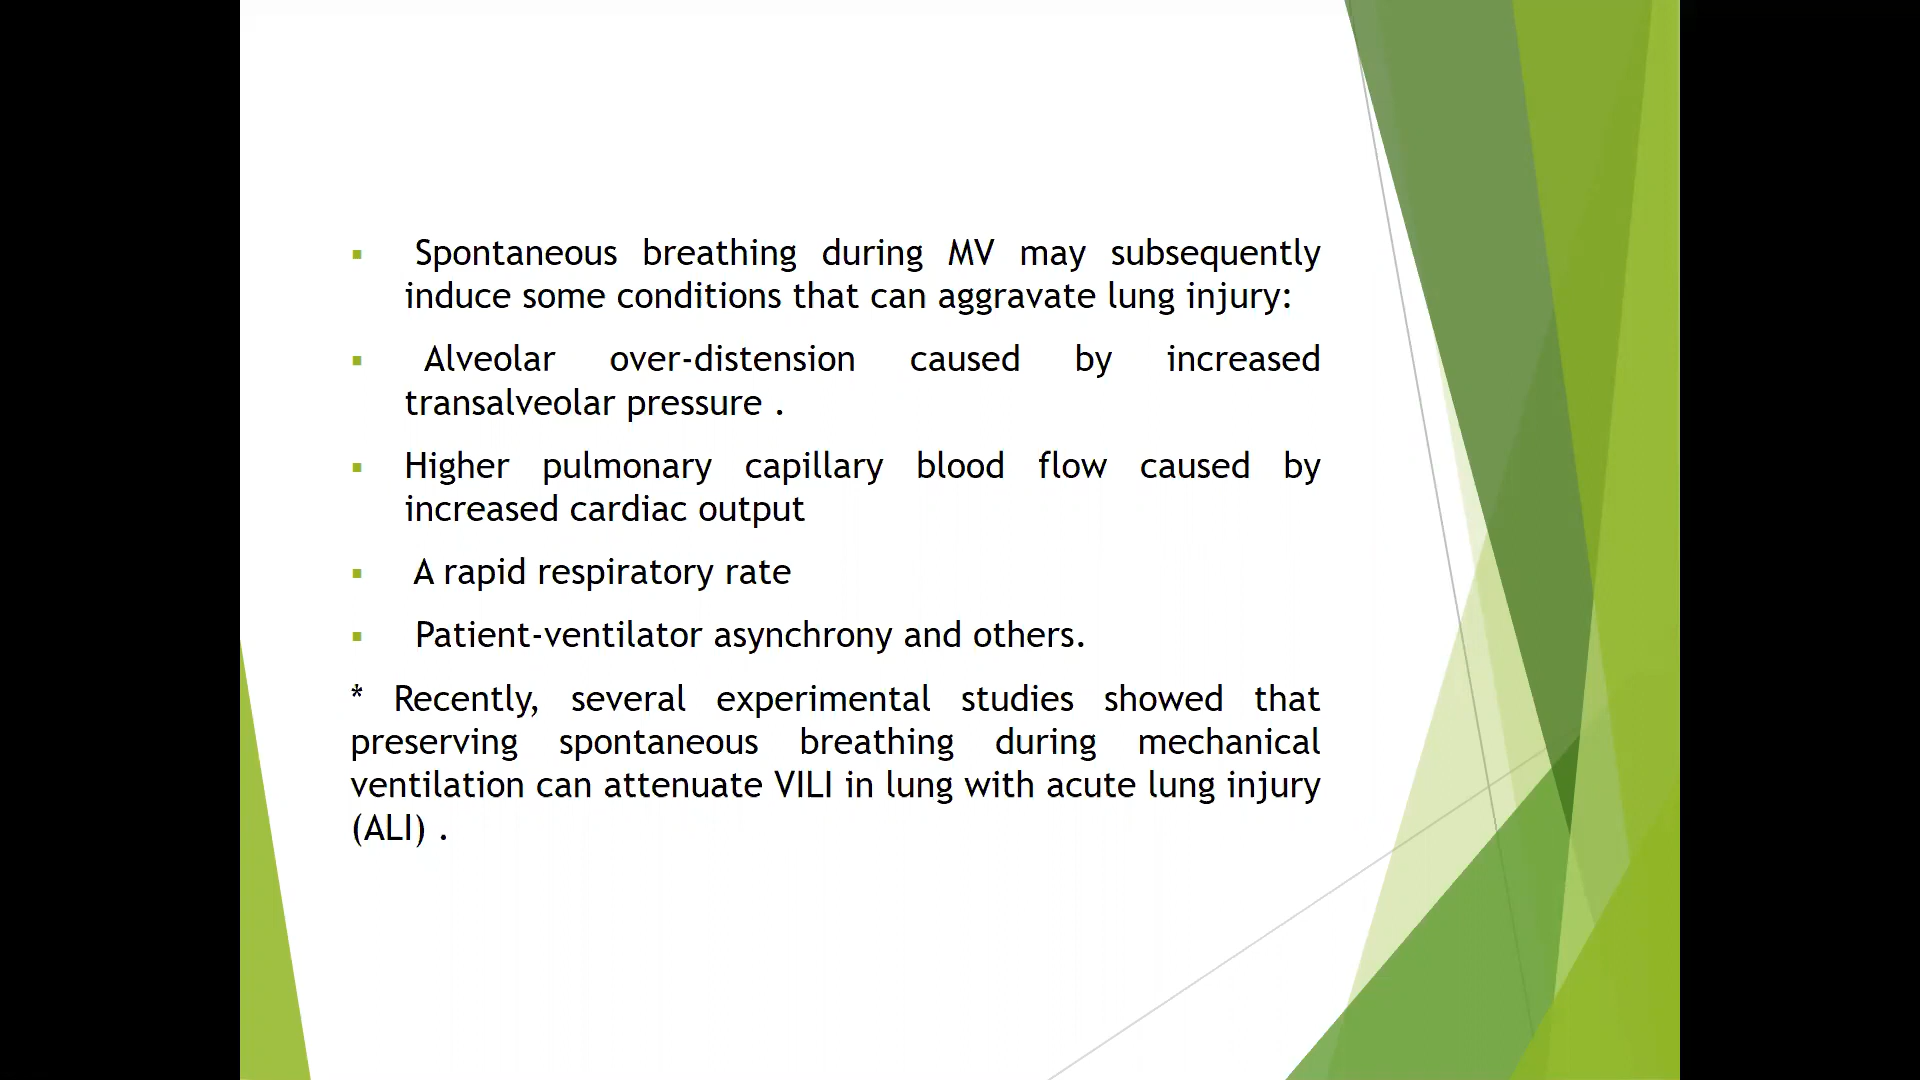 ▪ Spontaneous breathing during MV may subsequently
induce some conditions that can aggravate lung injury:
▪ Alveolar over-distension caused by increased
transalveolar pressure .
▪ Higher pulmonary capillary blood flow caused by
increased cardiac output
▪ A rapid respiratory rate
▪ Patient-ventilator asynchrony and others.
* Recently, several experimental studies showed that
preserving spontaneous breathing during mechanical
ventilation can attenuate VILI in lung with acute lung injury
(ALI) .